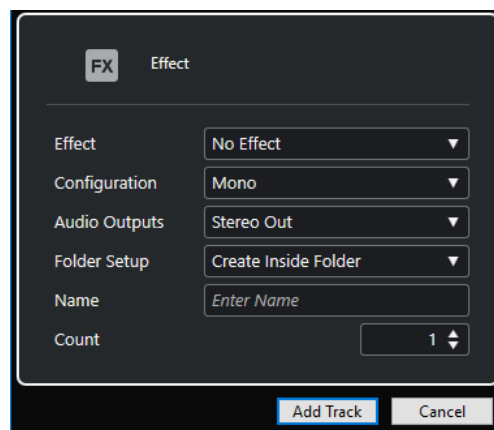 FX Effect
Effect No Effect
Configuration Mono
Audio Outputs Stereo Out
Folder Setup Create Inside Folder
Name Enter Name
Count 1
Add Track Cancel